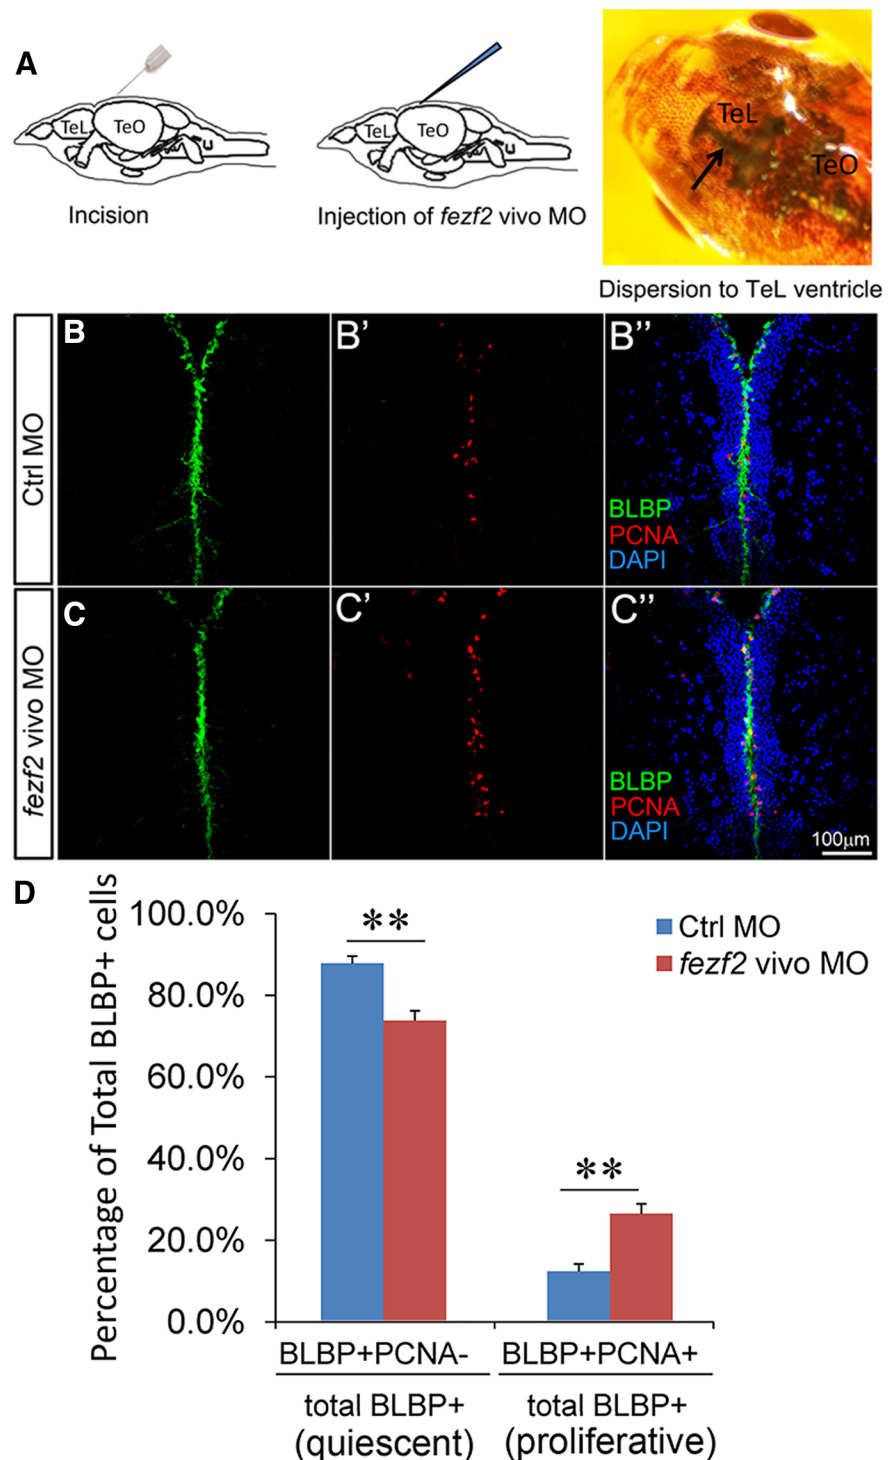 A
TeL
TeO
Incision
TeL
TeO
Injection of fezf2 vivo MO
TeL
TeO
Dispersion to TeL ventricle
Ctrl MO
B
B'
B''
BLBP
PCNA
DAPI
fezf2 vivo MO
C
C'
C''
BLBP
PCNA
DAPI
100µm
D
Percentage of Total BLBP+ cells
100.0%
80.0%
60.0%
40.0%
20.0%
0.0%
**
**
Ctrl MO
fezf2 vivo MO
BLBP+PCNA-
total BLBP+
(quiescent)
BLBP+PCNA+
total BLBP+
(proliferative)